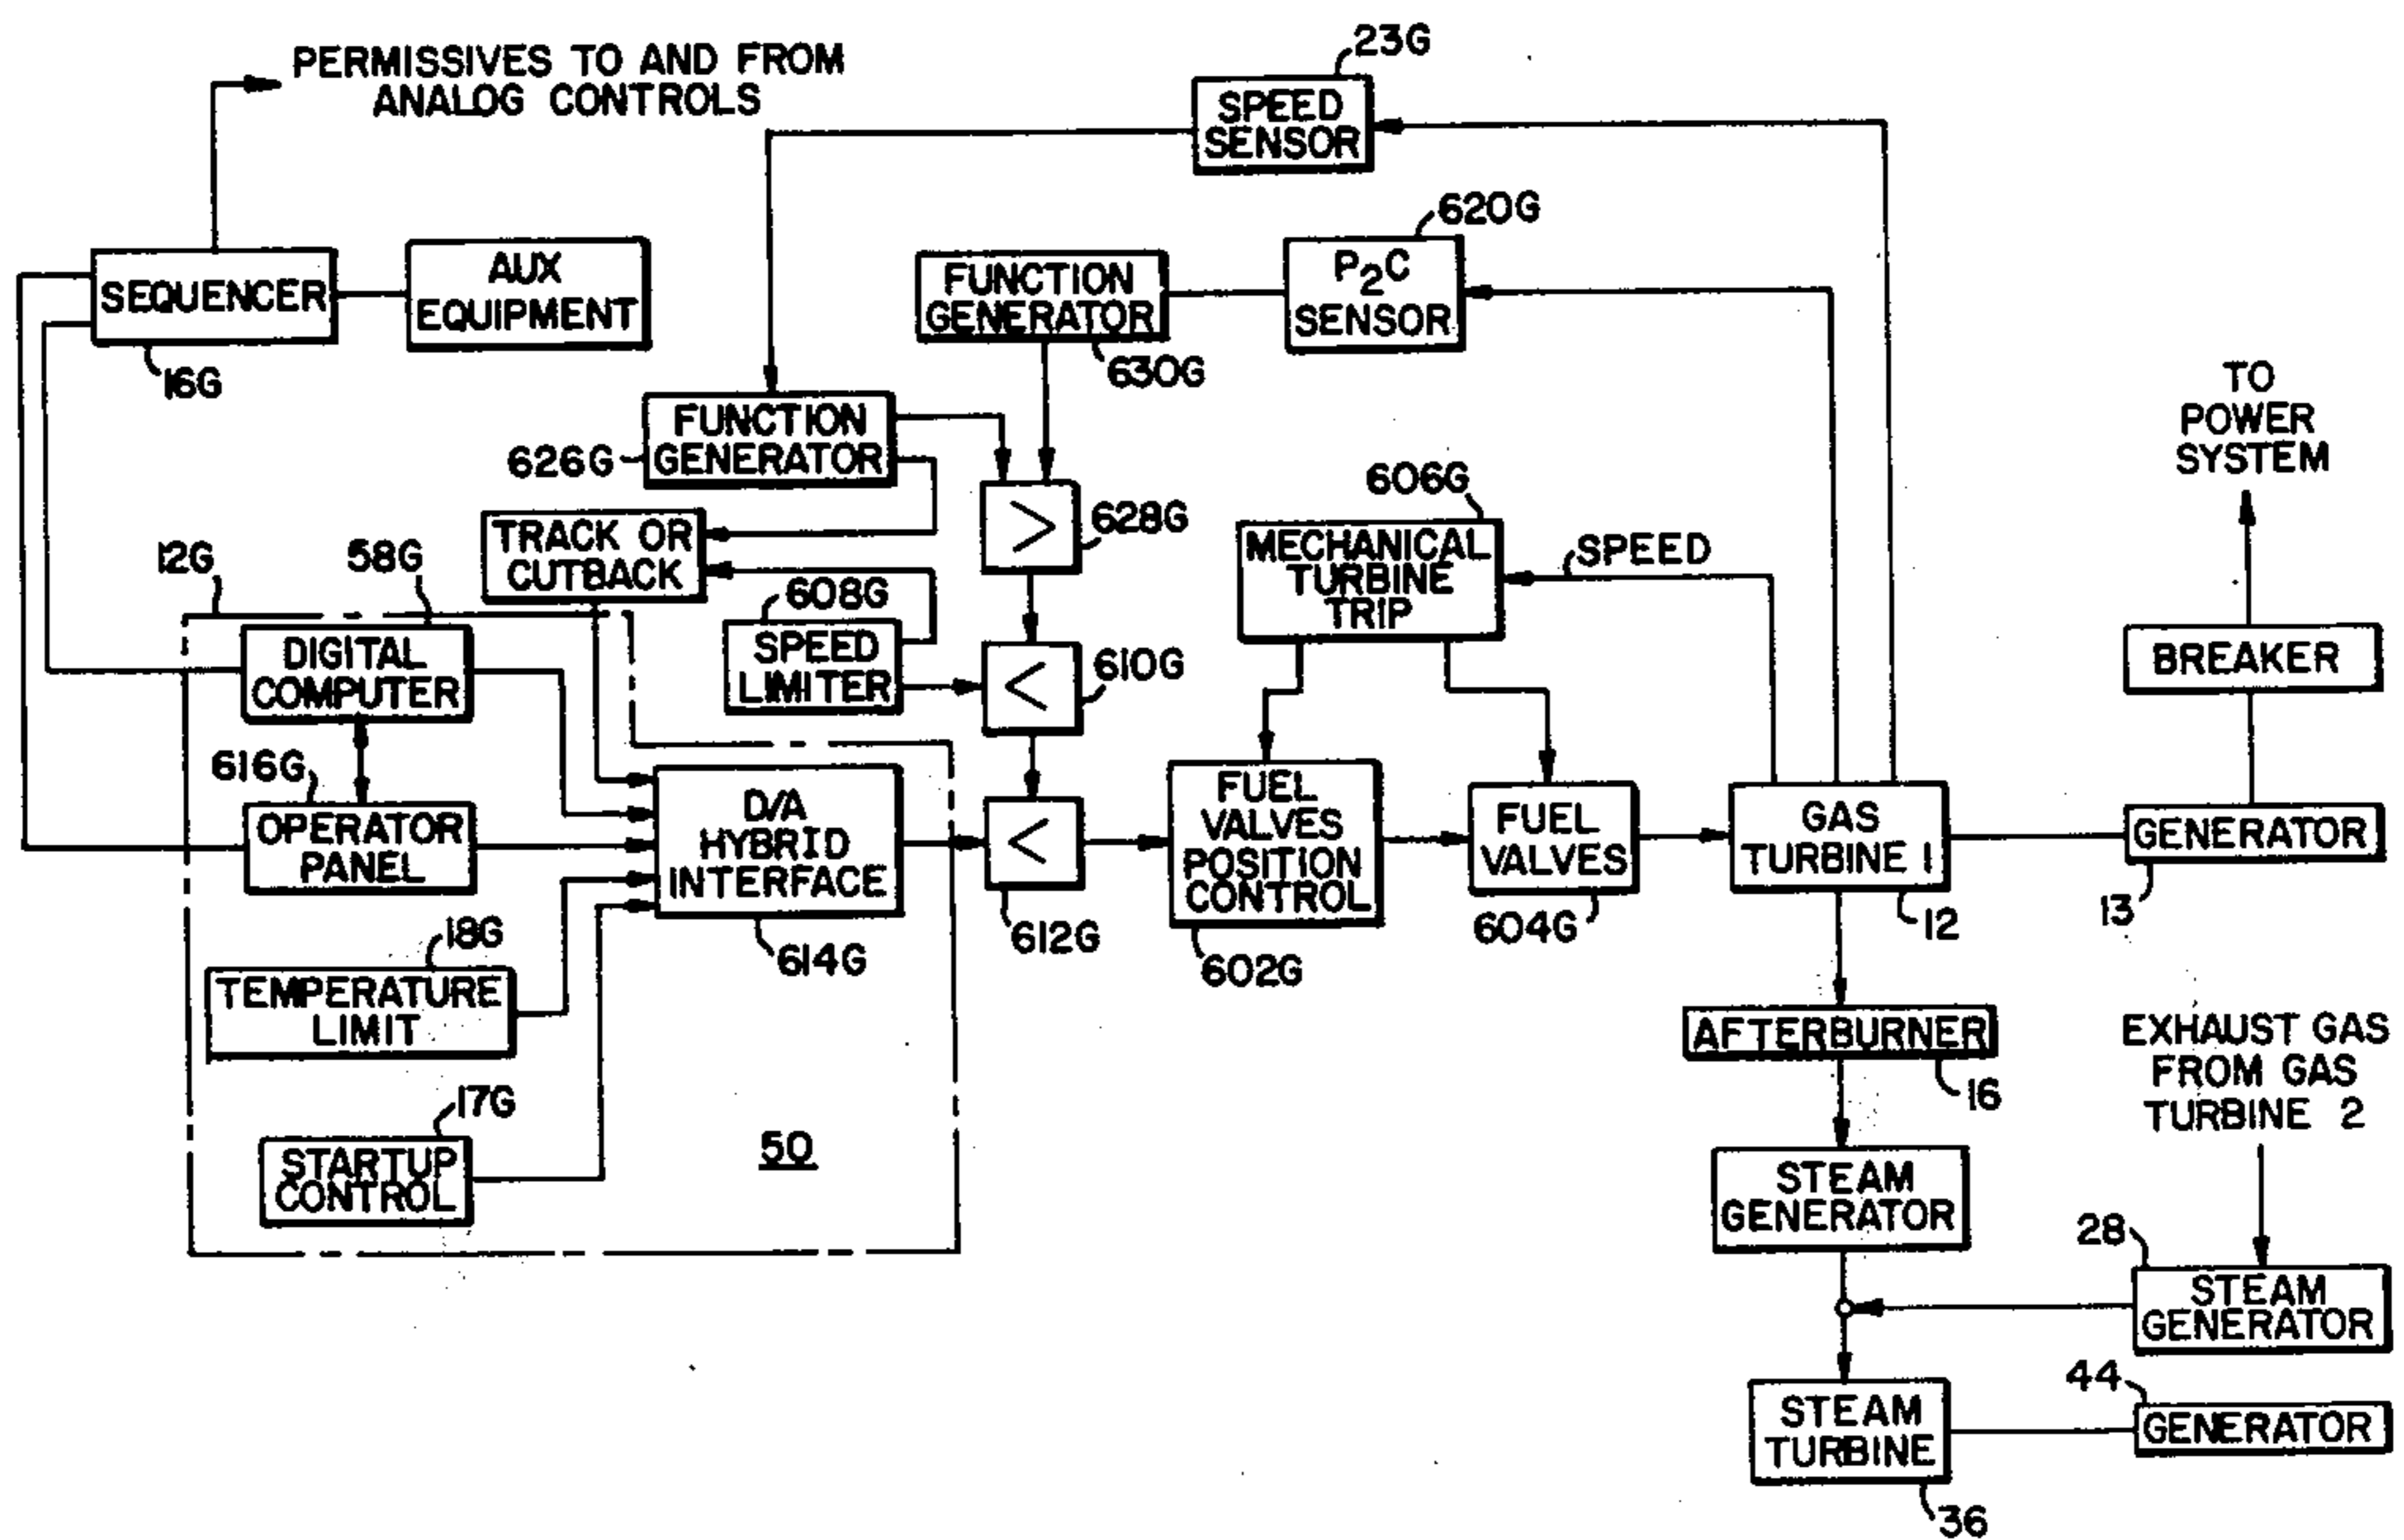 PERMISSIVES TO AND FROM
ANALOG CONTROLS
23G
SPEED
SENSOR
620G
P2C
SENSOR
FUNCTION
GENERATOR
630G
SEQUENCER
16G
AUX
EQUIPMENT
FUNCTION
GENERATOR
626G
>
628G
TRACK OR
CUTBACK
608G
SPEED
LIMITER
<
610G
606G
MECHANICAL
TURBINE
TRIP
SPEED
TO
POWER
SYSTEM
BREAKER
12G
58G
DIGITAL
COMPUTER
616G
OPERATOR
PANEL
D/A
HYBRID
INTERFACE
614G
<
612G
FUEL
VALVES
POSITION
CONTROL
602G
FUEL
VALVES
604G
GAS
TURBINE 1
12
GENERATOR
13
18G
TEMPERATURE
LIMIT
17G
STARTUP
CONTROL
50
AFTERBURNER
16
EXHAUST GAS
FROM GAS
TURBINE 2
STEAM
GENERATOR
28
STEAM
GENERATOR
44
GENERATOR
STEAM
TURBINE
36